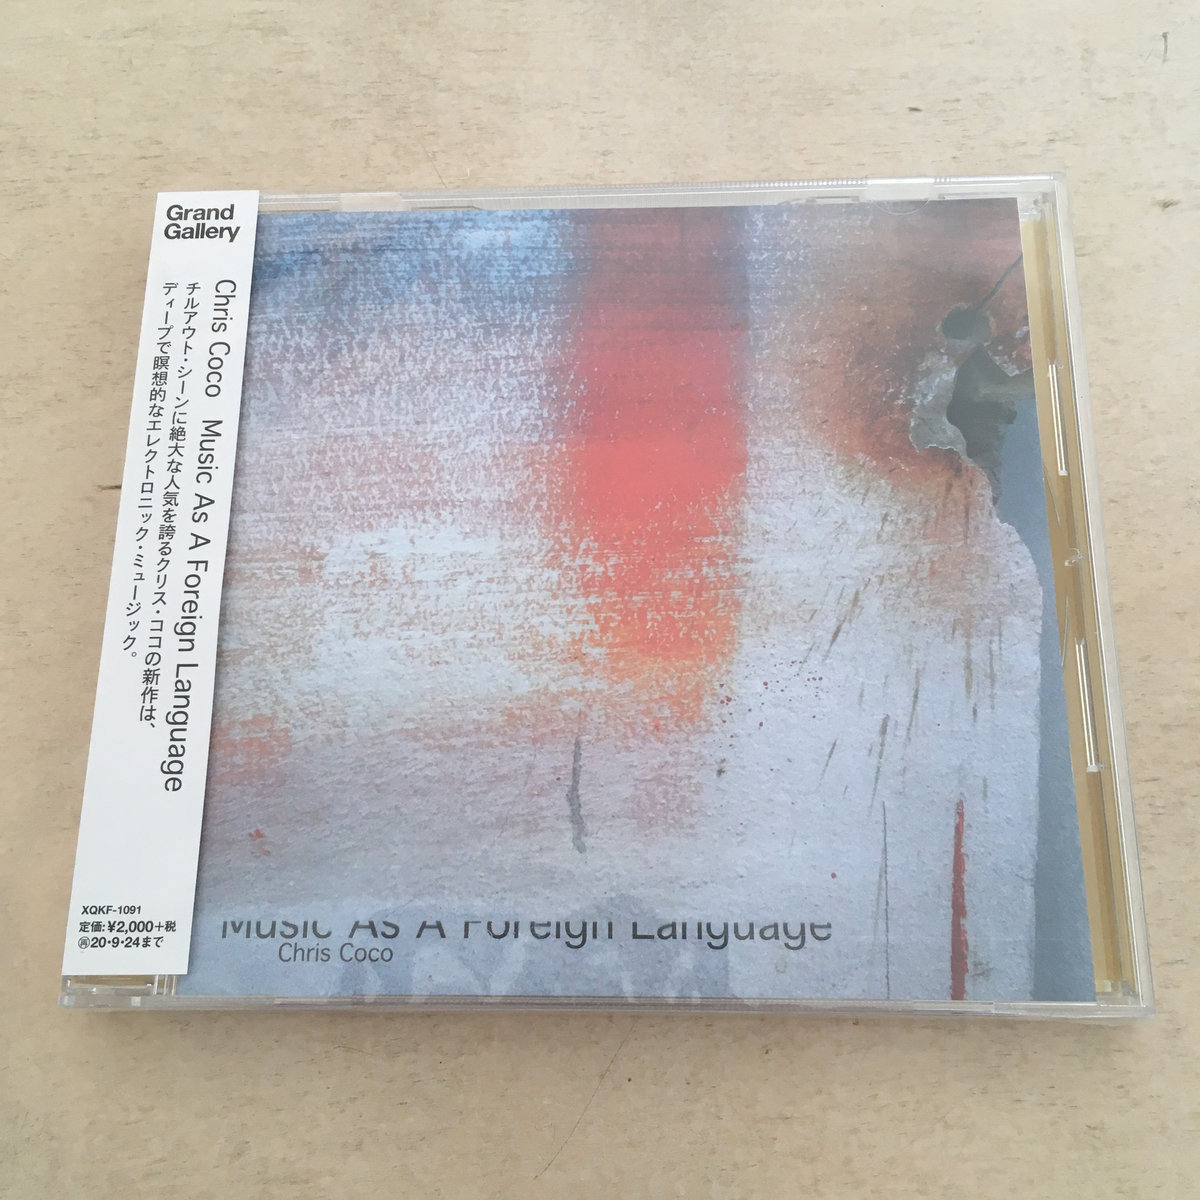 Grand
Gallery
Chris Coco Music As A Foreign Language
チルアウト・シーンに絶大な人気を誇るクリス・ココの新作は、
ディープで瞑想的なエレクトロニック・ミュージック。
XQKF-1091
定価:¥2,000+税
再20・9・24まで
Music As A Foreign Language
Chris Coco